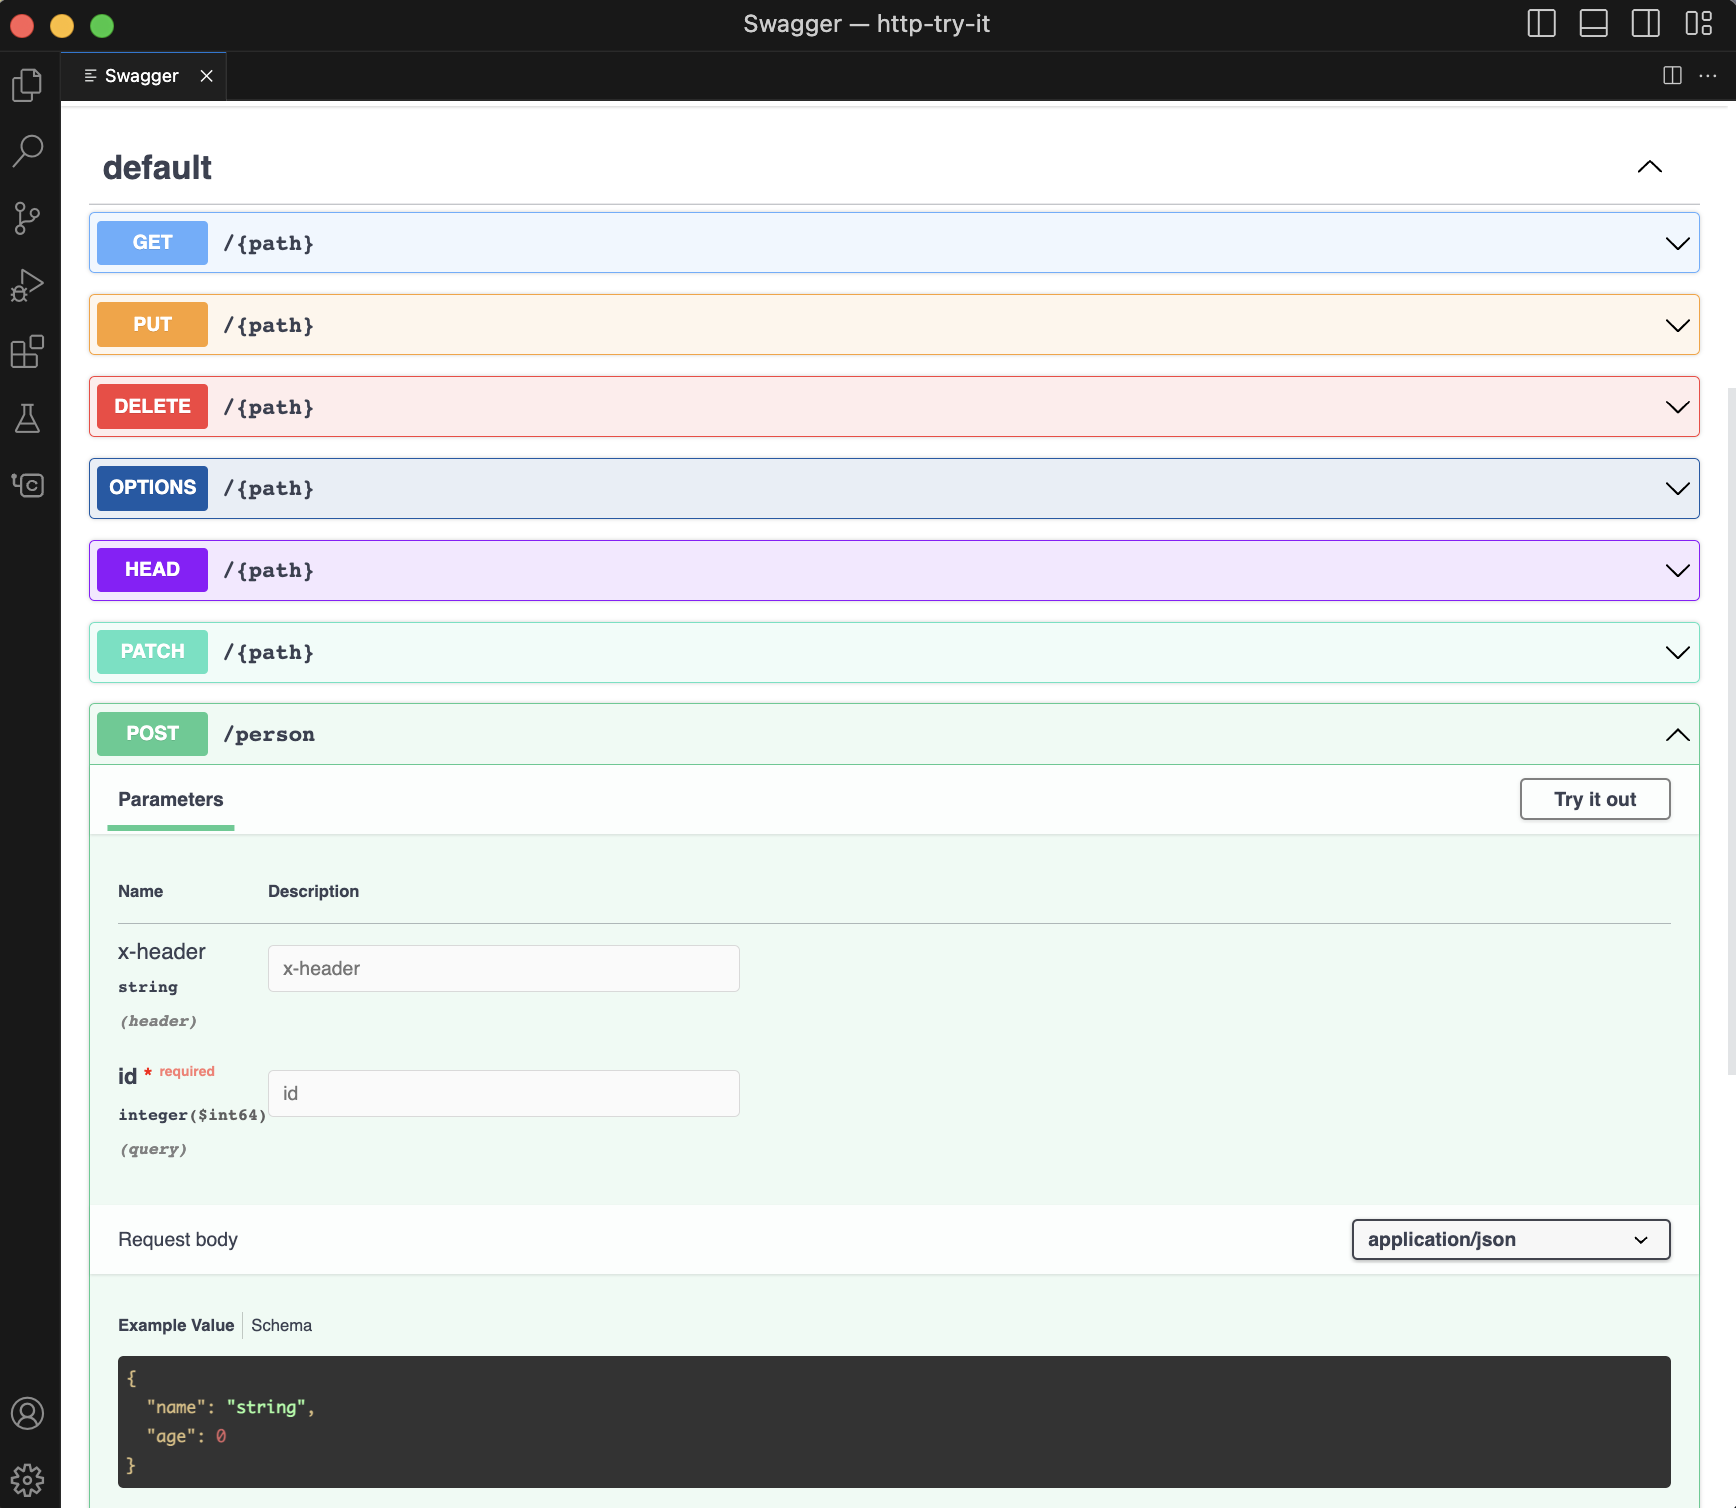 Swagger — http-try-it
Swagger
default
GET /{path}
PUT /{path}
DELETE /{path}
OPTIONS /{path}
HEAD /{path}
PATCH /{path}
POST /person
Parameters
Try it out
Name Description
x-header
string
(header)
x-header
id * required
integer($int64)
(query)
id
Request body
application/json
Example Value Schema
{
"name": "string",
"age": 0
}